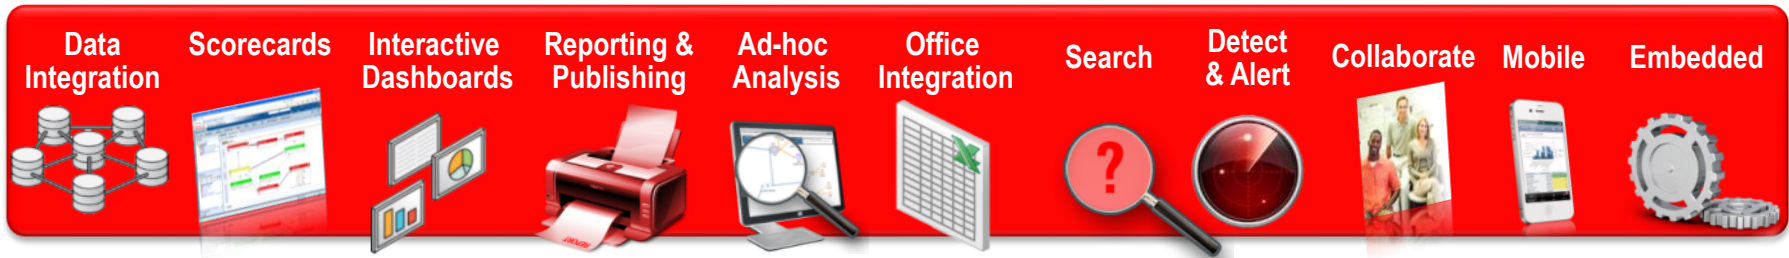 Data
Integration
Scorecards
Interactive
Dashboards
Reporting &
Publishing
Ad-hoc
Analysis
Office
Integration
Search
?
Detect
& Alert
Collaborate
Mobile
Embedded